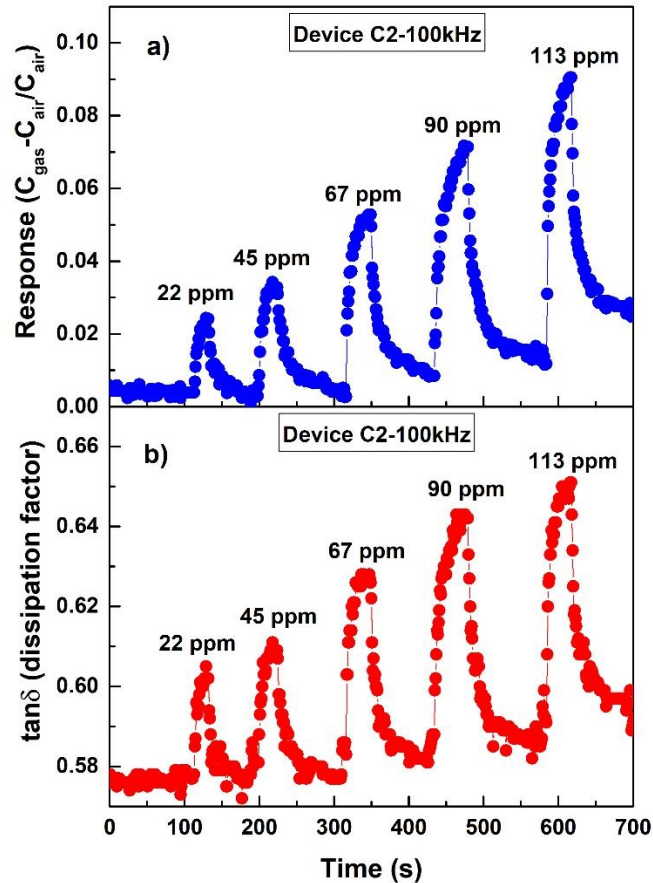 a)
Device C2-100kHz
22 ppm
45 ppm
67 ppm
90 ppm
113 ppm
Response (C_gas-C_air/C_air)
0.10
0.08
0.06
0.04
0.02
0.00
b)
Device C2-100kHz
22 ppm
45 ppm
67 ppm
90 ppm
113 ppm
tanδ (dissipation factor)
0.66
0.64
0.62
0.60
0.58
0 100 200 300 400 500 600 700
Time (s)